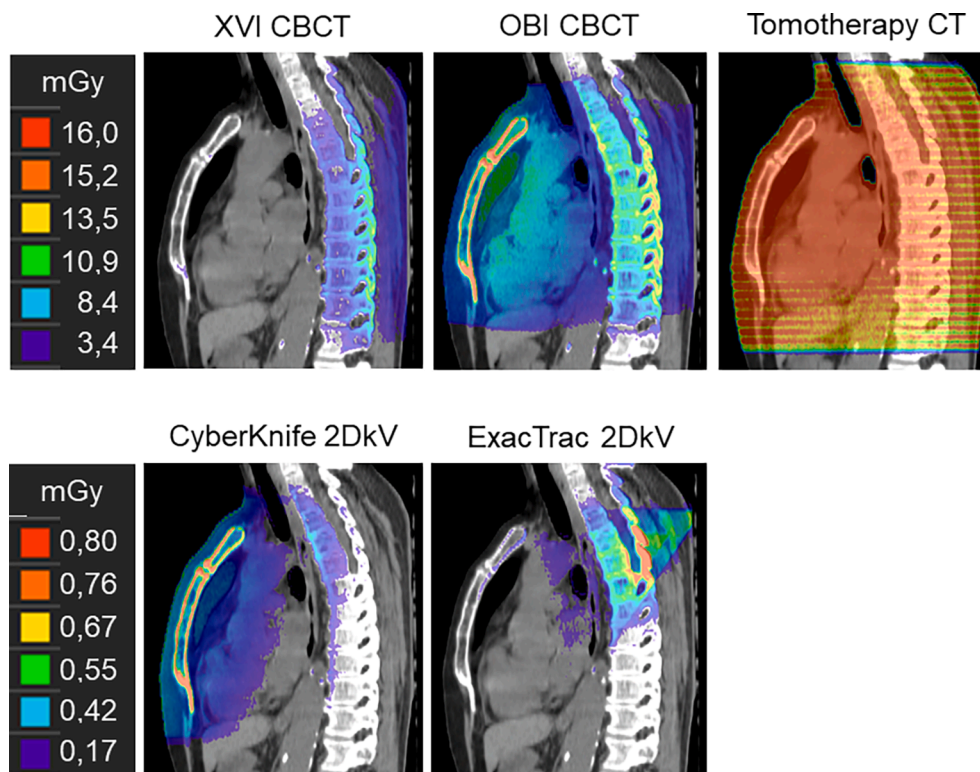 XVI CBCT
OBI CBCT
Tomotherapy CT
mGy
16,0
15,2
13,5
10,9
8,4
3,4
CyberKnife 2DkV
ExacTrac 2DkV
mGy
0,80
0,76
0,67
0,55
0,42
0,17